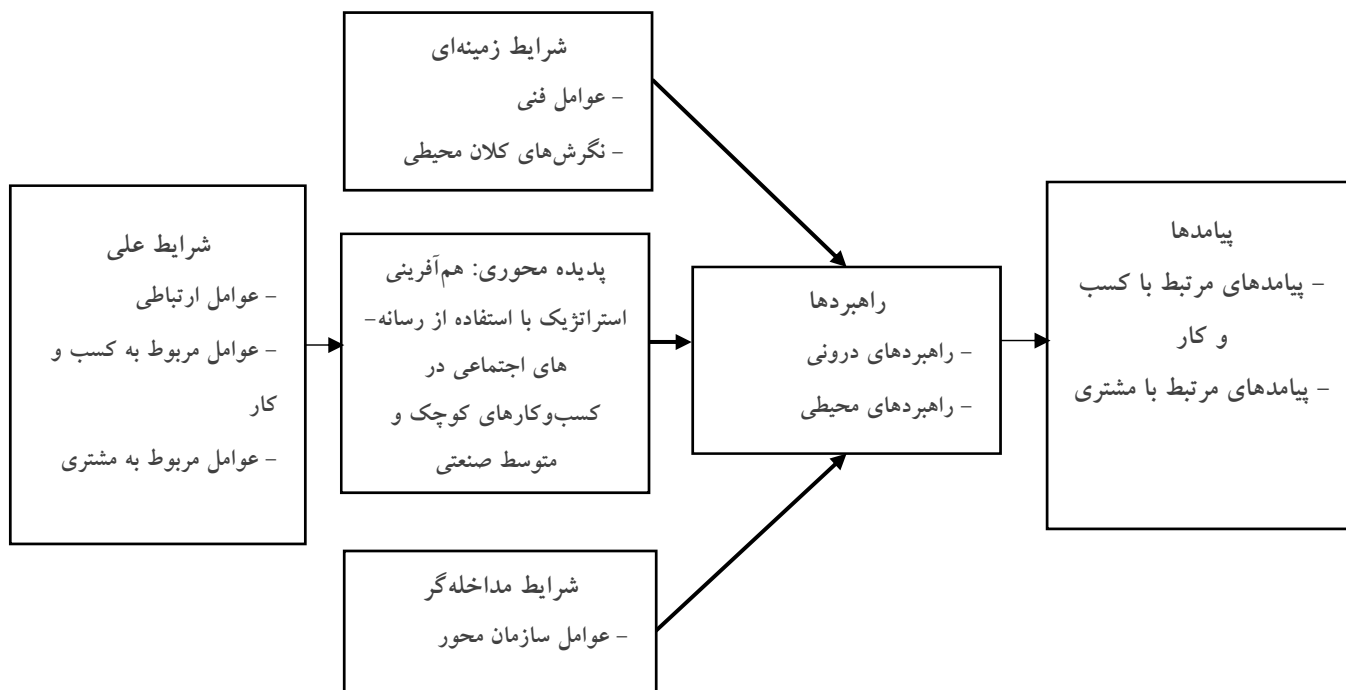 شرایط زمینه‌ای
– عوامل فنی
– نگرش‌های کلان محیطی
شرایط علی
– عوامل ارتباطی
– عوامل مربوط به کسب و
کار
– عوامل مربوط به مشتری
پدیده محوری: هم‌آفرینی
استراتژیک با استفاده از رسانه–
های اجتماعی در
کسب‌وکارهای کوچک و
متوسط صنعتی
راهبردها
– راهبردهای درونی
– راهبردهای محیطی
پیامدها
– پیامدهای مرتبط با کسب
و کار
– پیامدهای مرتبط با مشتری
شرایط مداخله‌گر
– عوامل سازمان محور